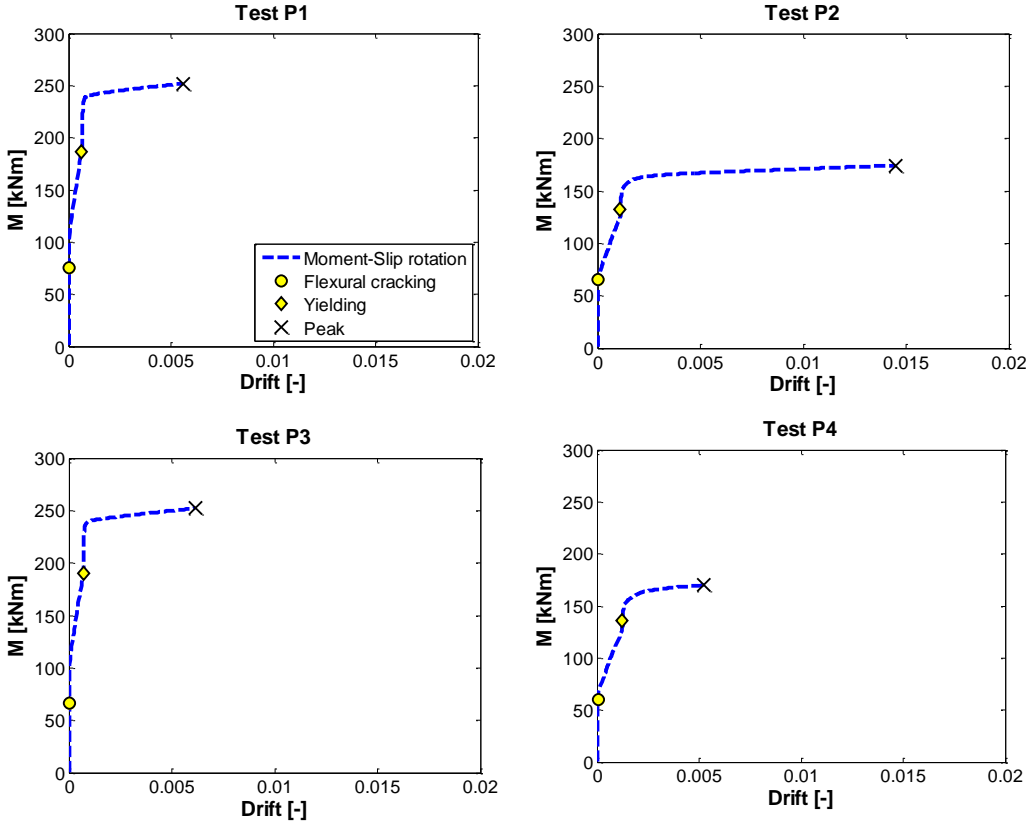 Test P1
300
250
200
150
100
50
0
M [kNm]
Moment-Slip rotation
Flexural cracking
Yielding
Peak
0 0.005 0.01 0.015 0.02
Drift [-]
Test P2
300
250
200
150
100
50
0
M [kNm]
0 0.005 0.01 0.015 0.02
Drift [-]
Test P3
300
250
200
150
100
50
0
M [kNm]
0 0.005 0.01 0.015 0.02
Drift [-]
Test P4
300
250
200
150
100
50
0
M [kNm]
0 0.005 0.01 0.015 0.02
Drift [-]